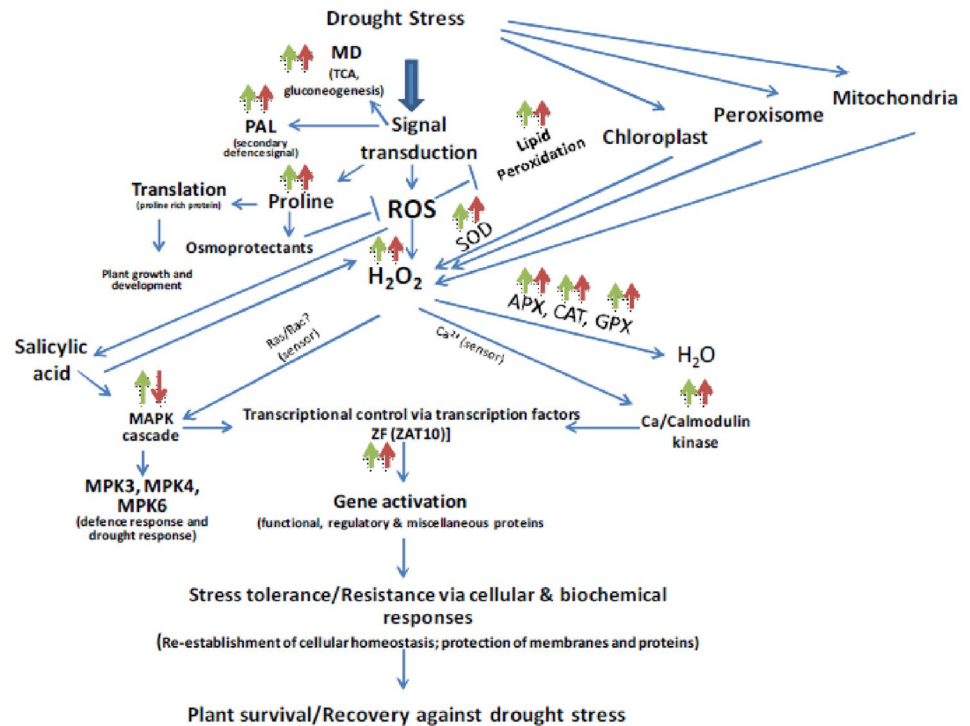 Drought Stress
MD
(TCA,
gluconeogenesis)
PAL
(secondary
defence signal)
Signal
transduction
Lipid
Peroxidation
Chloroplast
Peroxisome
Mitochondria
Translation
(proline rich protein)
Proline
ROS
SOD
Osmoprotectants
Plant growth and
development
H₂O₂
APX, CAT, GPX
Salicylic
acid
Ras/Rac?
(sensor)
Ca²⁺ (sensor)
H₂O
MAPK
cascade
Transcriptional control via transcription factors
ZF (ZAT10)]
Ca/Calmodulin
kinase
MPK3, MPK4,
MPK6
(defence response and
drought response)
Gene activation
(functional, regulatory & miscellaneous proteins
Stress tolerance/Resistance via cellular & biochemical
responses
(Re-establishment of cellular homeostasis; protection of membranes and proteins)
Plant survival/Recovery against drought stress